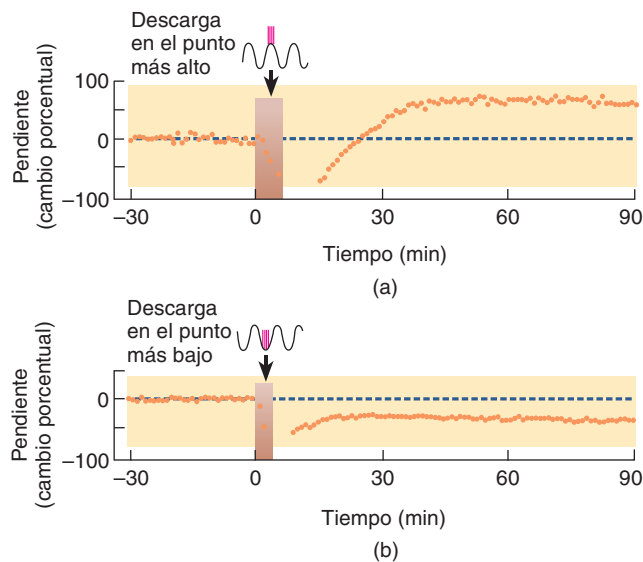 Descarga
en el punto
más alto
Pendiente
(cambio porcentual)
100
0
–100
–30
0
30
60
90
Tiempo (min)
(a)
Descarga
en el punto
más bajo
Pendiente
(cambio porcentual)
0
–100
–30
0
30
60
90
Tiempo (min)
(b)